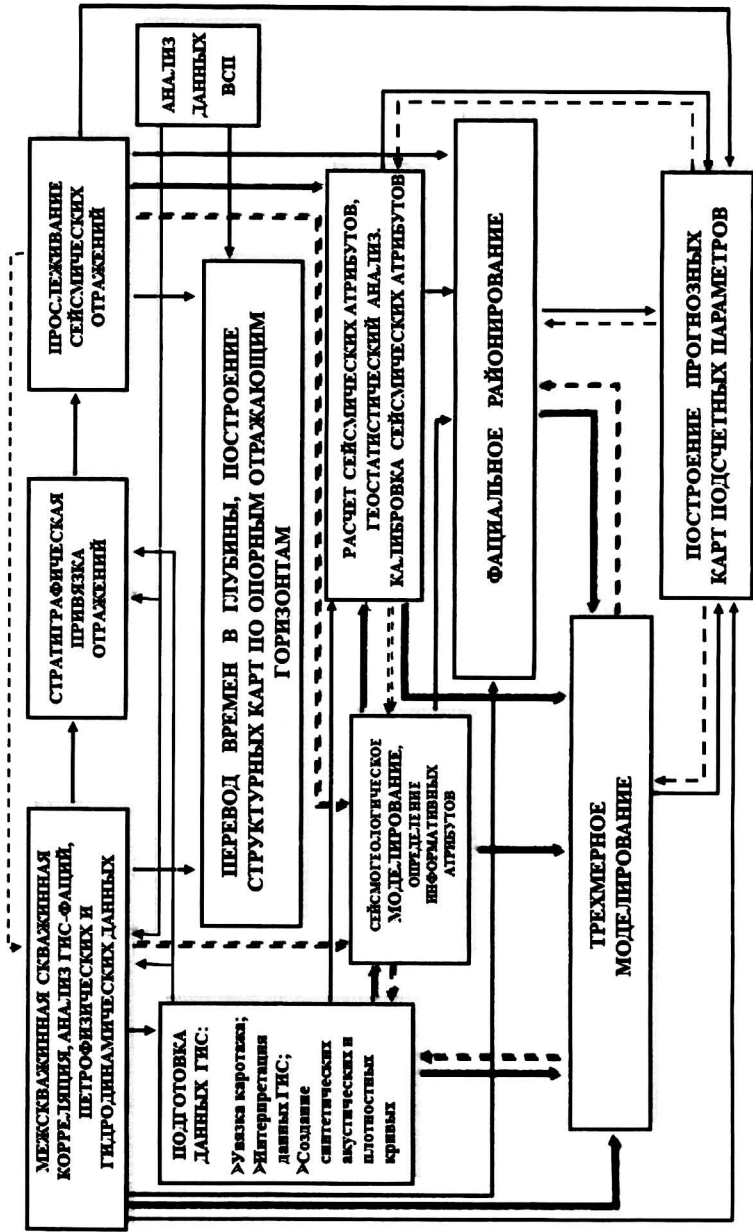 МЕЖСКВАЖИННАЯ СКВАЖИННАЯ
КОРРЕЛЯЦИЯ, АНАЛИЗ ГИС-ФАЦИЙ,
ПЕТРОФИЗИЧЕСКИХ И
ГИДРОДИНАМИЧЕСКИХ ДАННЫХ
СТРАТИГРАФИЧЕСКАЯ
ПРИВЯЗКА
ОТРАЖЕНИЙ
ПРОСЛЕЖИВАНИЕ
СЕЙСМИЧЕСКИХ
ОТРАЖЕНИЙ
АНАЛИЗ
ДАННЫХ
ВСП
ПЕРЕВОД ВРЕМЕН В ГЛУБИНЫ, ПОСТРОЕНИЕ
СТРУКТУРНЫХ КАРТ ПО ОПОРНЫМ ОТРАЖАЮЩИМ
ГОРИЗОНТАМ
ПОДГОТОВКА
ДАННЫХ ГИС:
➢Увязка каротажа;
➢Интерпретация
данных ГИС;
➢Создание
синтетических
акустических и
плотностных
кривых
СЕЙСМОГЕОЛОГИЧЕСКОЕ
МОДЕЛИРОВАНИЕ,
ОПРЕДЕЛЕНИЕ
ИНФОРМАТИВНЫХ
АТРИБУТОВ
РАСЧЕТ СЕЙСМИЧЕСКИХ АТРИБУТОВ,
ГЕОСТАТИСТИЧЕСКИЙ АНАЛИЗ.
КАЛИБРОВКА СЕЙСМИЧЕСКИХ АТРИБУТОВ
ФАЦИАЛЬНОЕ РАЙОНИРОВАНИЕ
ТРЕХМЕРНОЕ
МОДЕЛИРОВАНИЕ
ПОСТРОЕНИЕ ПРОГНОЗНЫХ
КАРТ ПОДСЧЕТНЫХ ПАРАМЕТРОВ